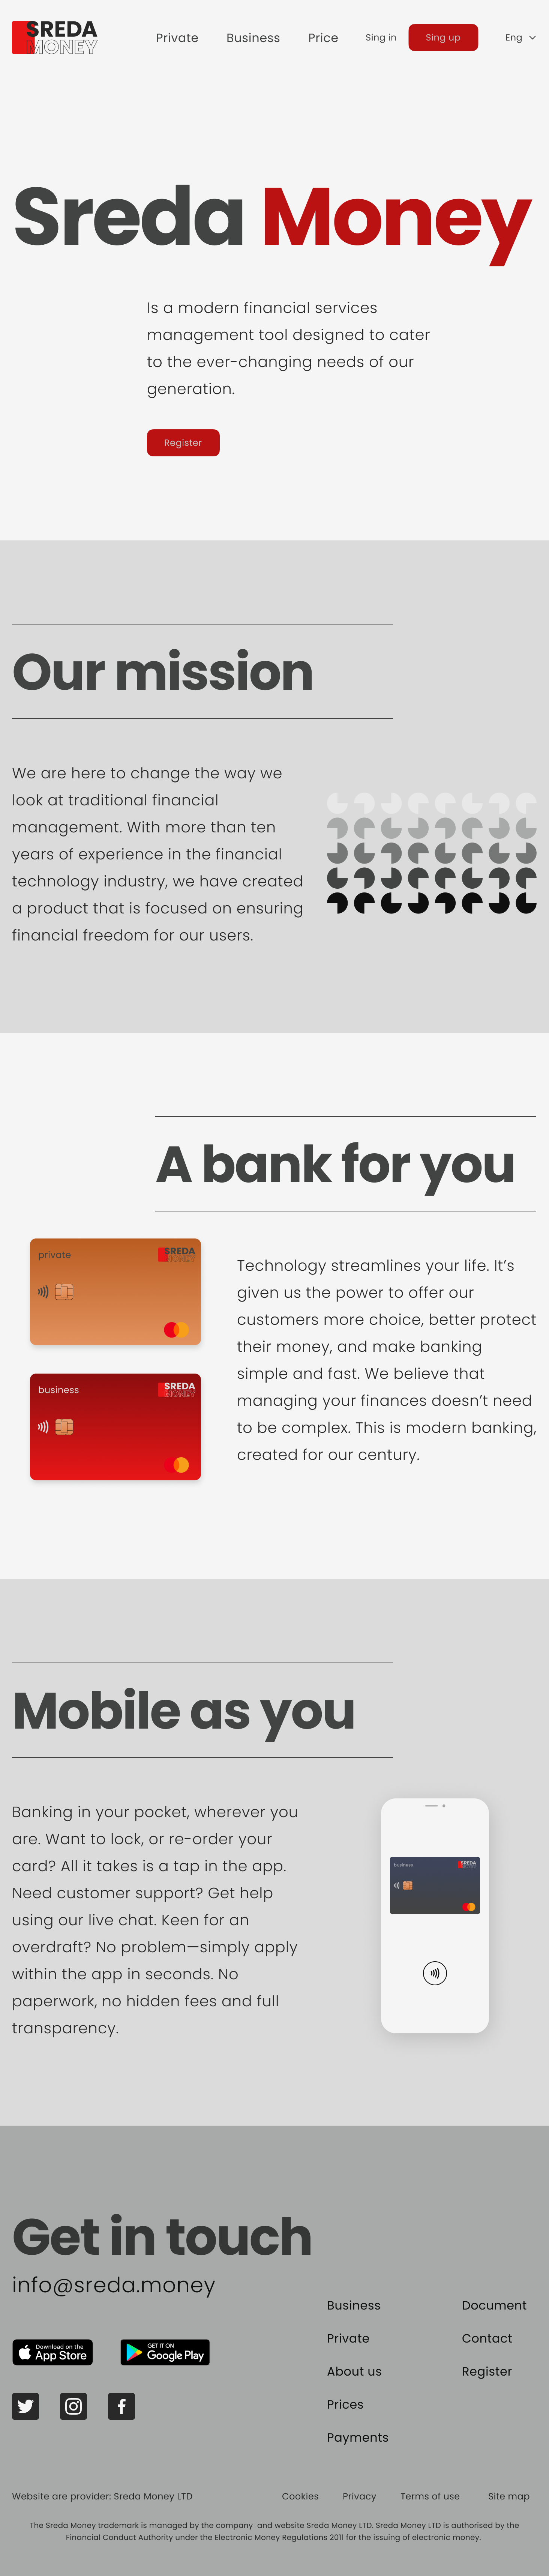 SREDA
MONEY
Private Business Price Sing in Sing up Eng
Sreda Money
Is a modern financial services
management tool designed to cater
to the ever-changing needs of our
generation.
Register
Our mission
We are here to change the way we
look at traditional financial
management. With more than ten
years of experience in the financial
technology industry, we have created
a product that is focused on ensuring
financial freedom for our users.
A bank for you
private
SREDA
MONEY
business
SREDA
MONEY
Technology streamlines your life. It's
given us the power to offer our
customers more choice, better protect
their money, and make banking
simple and fast. We believe that
managing your finances doesn't need
to be complex. This is modern banking,
created for our century.
Mobile as you
Banking in your pocket, wherever you
are. Want to lock, or re-order your
card? All it takes is a tap in the app.
Need customer support? Get help
using our live chat. Keen for an
overdraft? No problem—simply apply
within the app in seconds. No
paperwork, no hidden fees and full
transparency.
business
SREDA
MONEY
Get in touch
info@sreda.money
Download on the
App Store
GET IT ON
Google Play
Business
Private
About us
Prices
Payments
Document
Contact
Register
Website are provider: Sreda Money LTD
Cookies Privacy Terms of use Site map
The Sreda Money trademark is managed by the company and website Sreda Money LTD. Sreda Money LTD is authorised by the
Financial Conduct Authority under the Electronic Money Regulations 2011 for the issuing of electronic money.